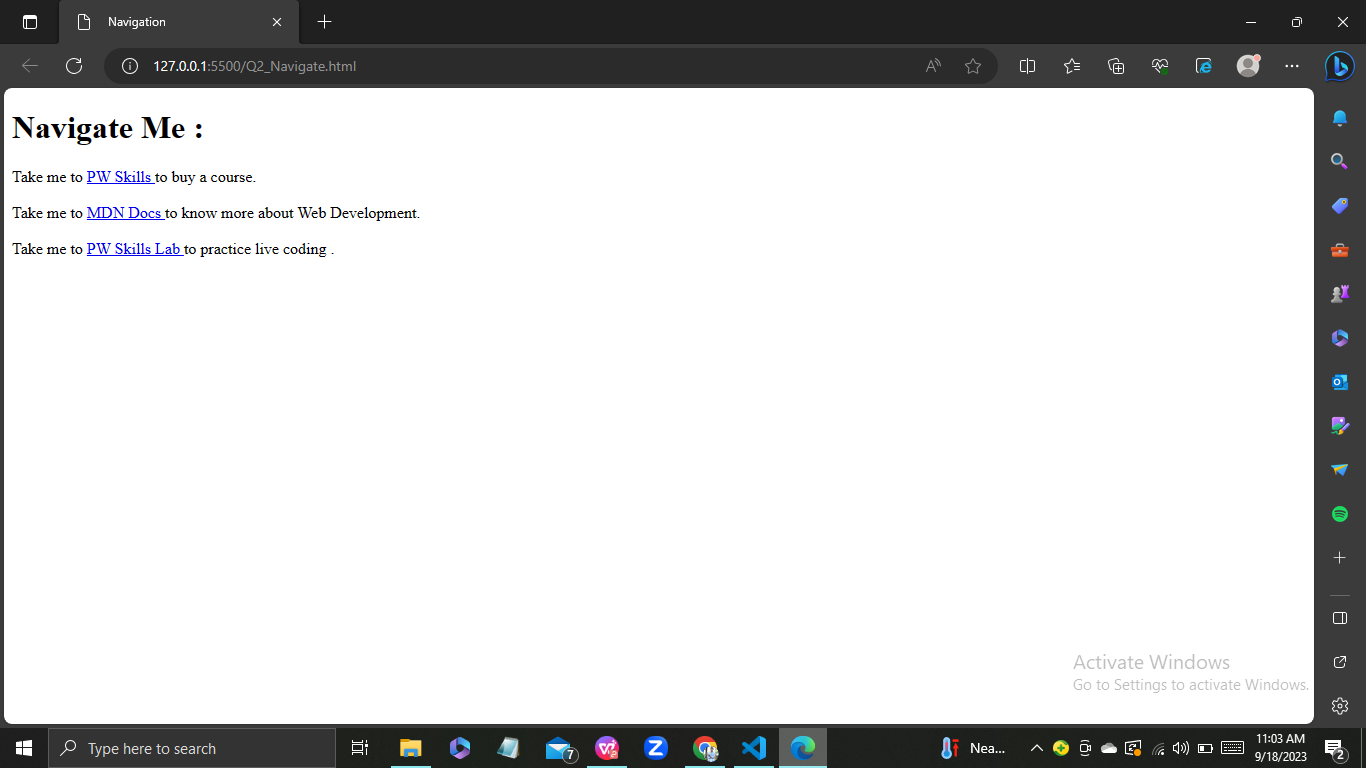 Navigation
127.0.0.1:5500/Q2_Navigate.html
Navigate Me :
Take me to PW Skills to buy a course.
Take me to MDN Docs to know more about Web Development.
Take me to PW Skills Lab to practice live coding .
Activate Windows
Go to Settings to activate Windows.
Type here to search
7
Nea...
11:03 AM
9/18/2023
2